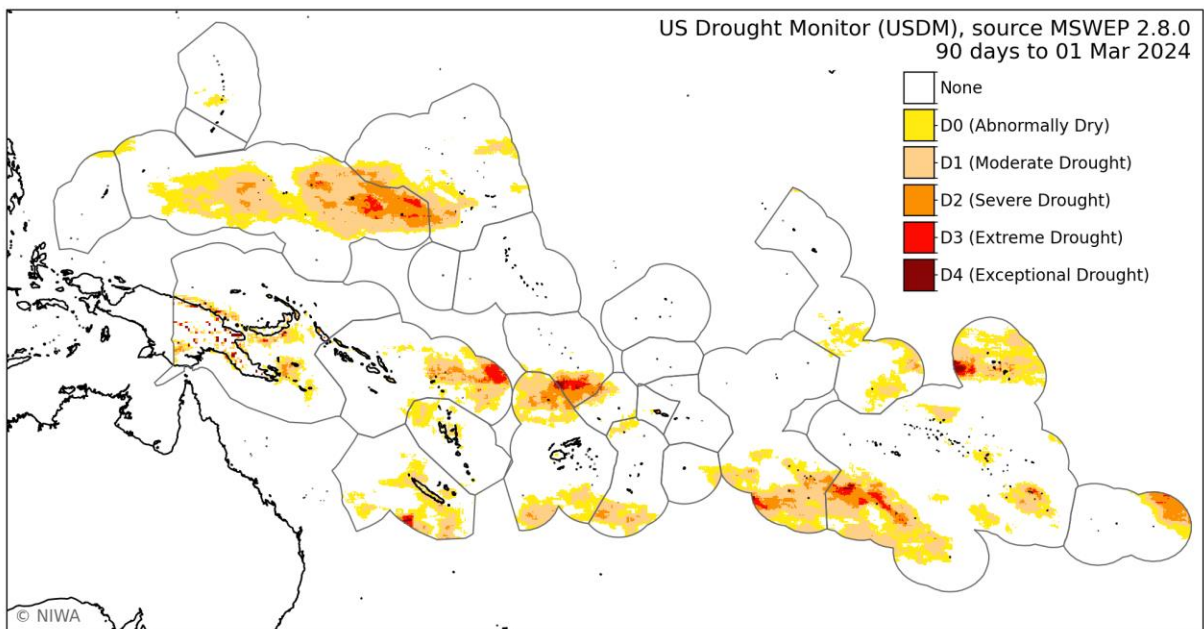 US Drought Monitor (USDM), source MSWEP 2.8.0
90 days to 01 Mar 2024
None
D0 (Abnormally Dry)
D1 (Moderate Drought)
D2 (Severe Drought)
D3 (Extreme Drought)
D4 (Exceptional Drought)
© NIWA